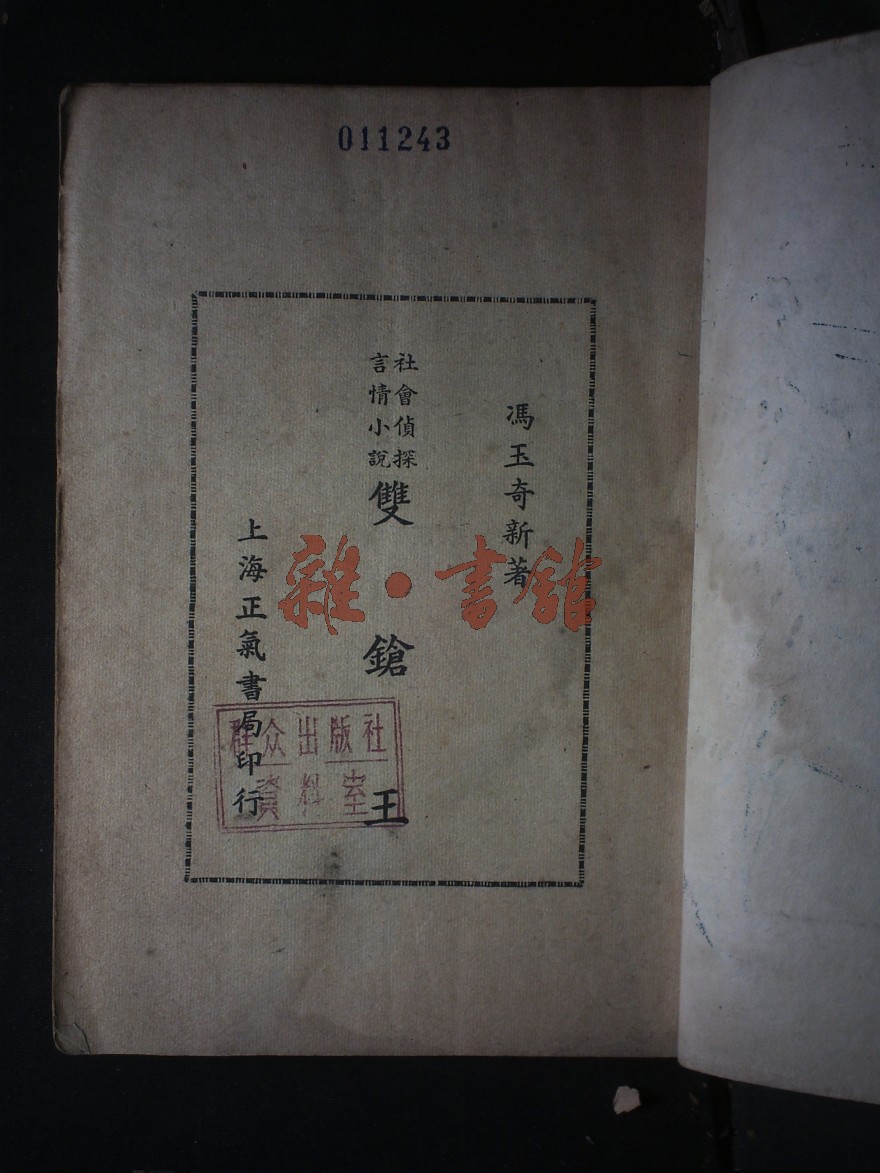 011243
馮玉奇新著
社會偵探
言情小說
雙鎗王
上海正氣書局印行
雜·書館
群众出版社
資料室